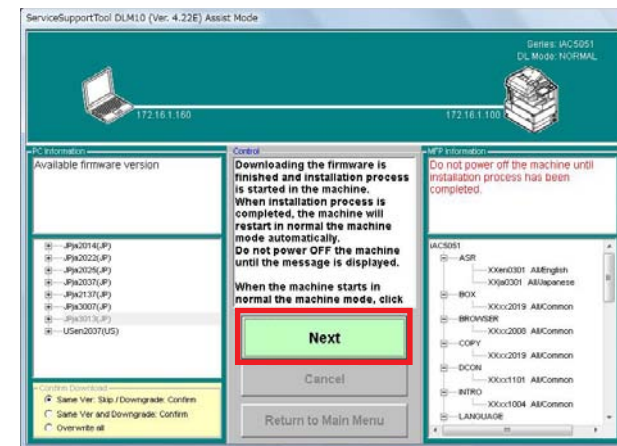 ServiceSupportTool DLM10 (Ver. 4.22E) Assist Mode
Series: iAC5051
DL Mode: NORMAL
172.16.1.160
172.16.1.100
PC Information
Available firmware version
JPja2014(JP)
JPja2022(JP)
JPja2025(JP)
JPja2037(JP)
JPja2137(JP)
JPja3007(JP)
JPja3013(JP)
USen2037(US)
Confirm Download
Same Ver: Skip / Downgrade: Confirm
Same Ver and Downgrade: Confirm
Overwrite all
Control
Downloading the firmware is
finished and installation process
is started in the machine.
When installation process is
completed, the machine will
restart in normal the machine
mode automatically.
Do not power OFF the machine
until the message is displayed.
When the machine starts in
normal the machine mode, click
Next
Cancel
Return to Main Menu
MFP Information
Do not power off the machine until
installation process has been
completed.
iAC5051
ASR
XXen0301 All/English
XXja0301 All/Japanese
BOX
XXxx2019 All/Common
BROWSER
XXxx2008 All/Common
COPY
XXxx2019 All/Common
DCON
XXxx1101 All/Common
INTRO
XXxx1004 All/Common
LANGUAGE